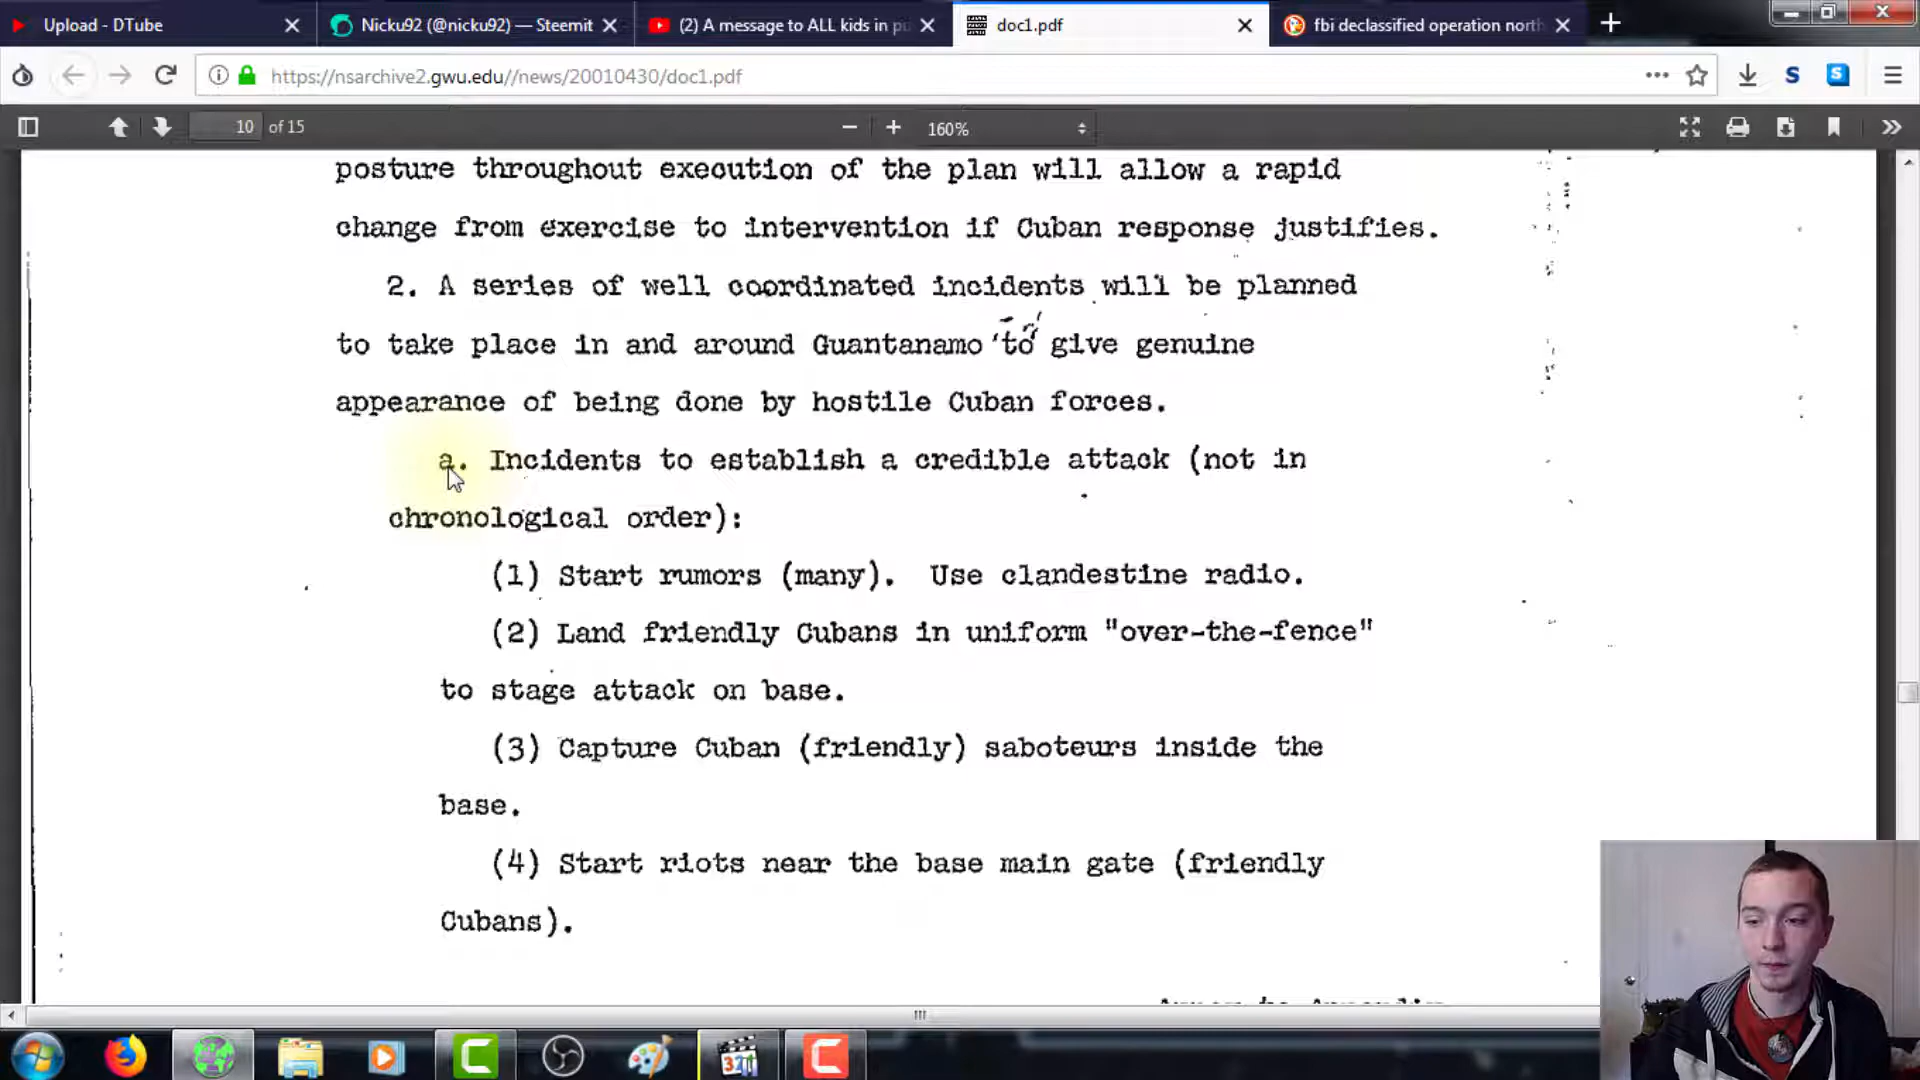 Upload - DTube
Nicku92 (@nicku92) — Steemit
(2) A message to ALL kids in pu
doc1.pdf
fbi declassified operation north
https://nsarchive2.gwu.edu//news/20010430/doc1.pdf
S
S
10 of 15
160%
posture throughout execution of the plan will allow a rapid
change from exercise to intervention if Cuban response justifies.
2. A series of well coordinated incidents will be planned
to take place in and around Guantanamo to give genuine
appearance of being done by hostile Cuban forces.
a. Incidents to establish a credible attack (not in
chronological order):
(1) Start rumors (many). Use clandestine radio.
(2) Land friendly Cubans in uniform "over-the-fence"
to stage attack on base.
(3) Capture Cuban (friendly) saboteurs inside the
base.
(4) Start riots near the base main gate (friendly
Cubans).
321